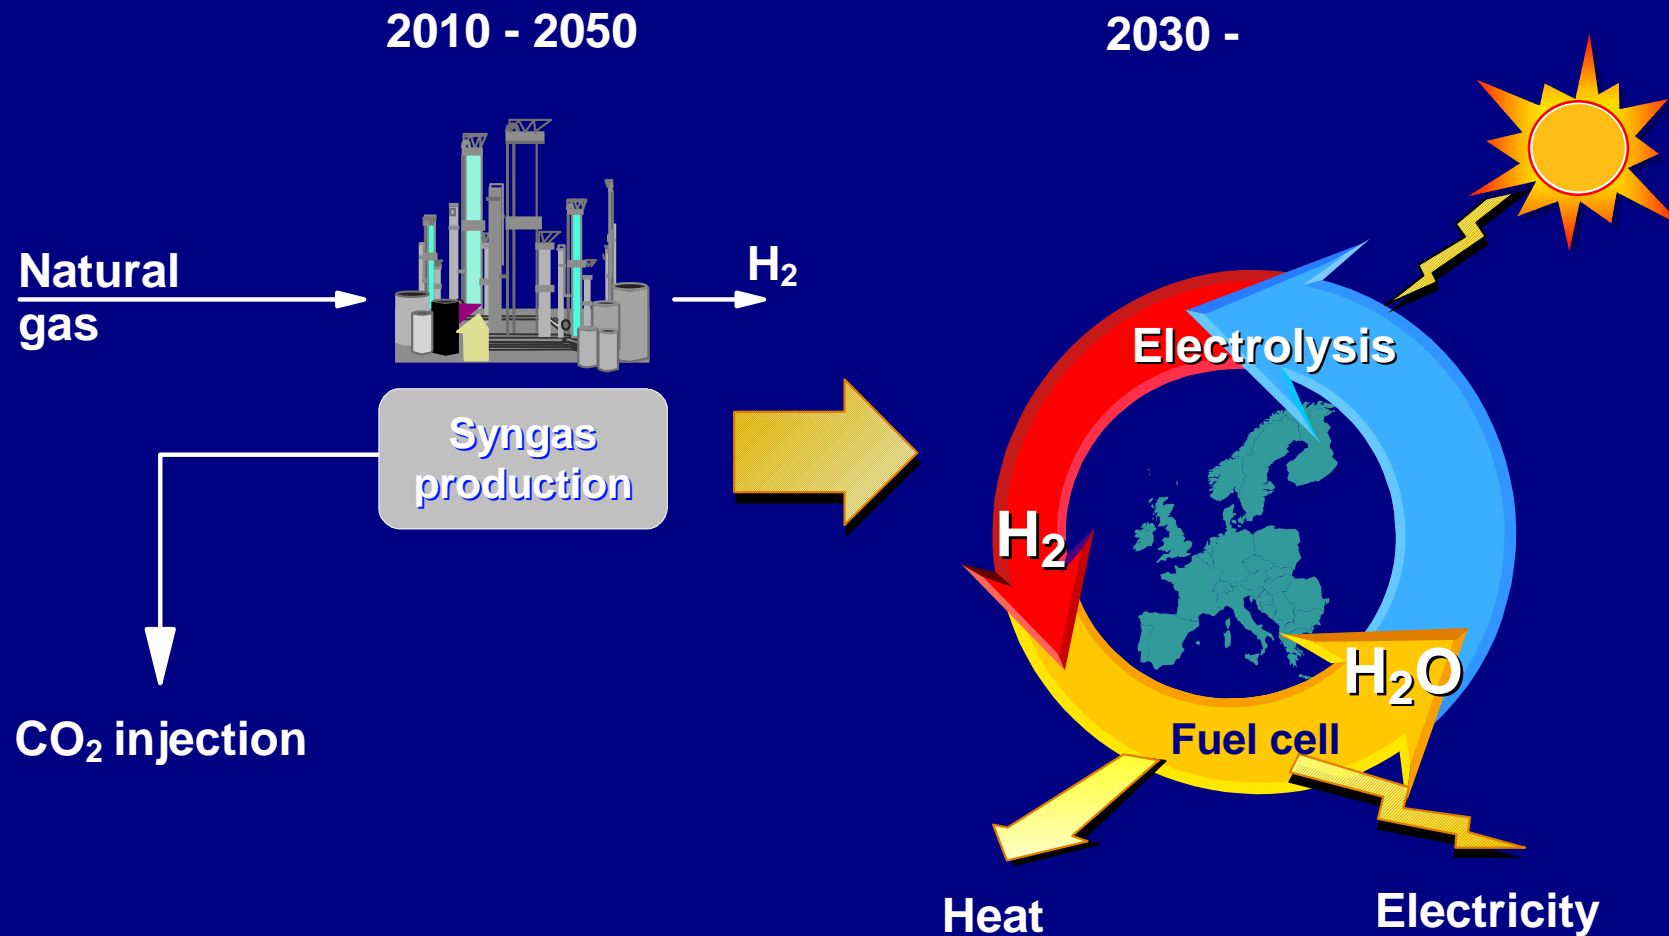 2010 - 2050
2030 -
Natural
gas
H₂
Syngas
production
CO₂ injection
Electrolysis
H₂
H₂O
Fuel cell
Heat
Electricity